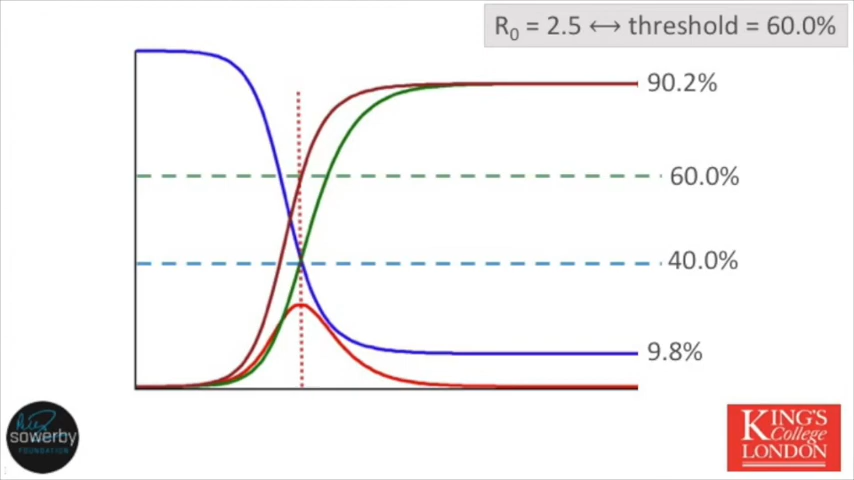 R₀ = 2.5 ⟷ threshold = 60.0%
90.2%
60.0%
40.0%
9.8%
sowerby
FOUNDATION
KING'S
College
LONDON